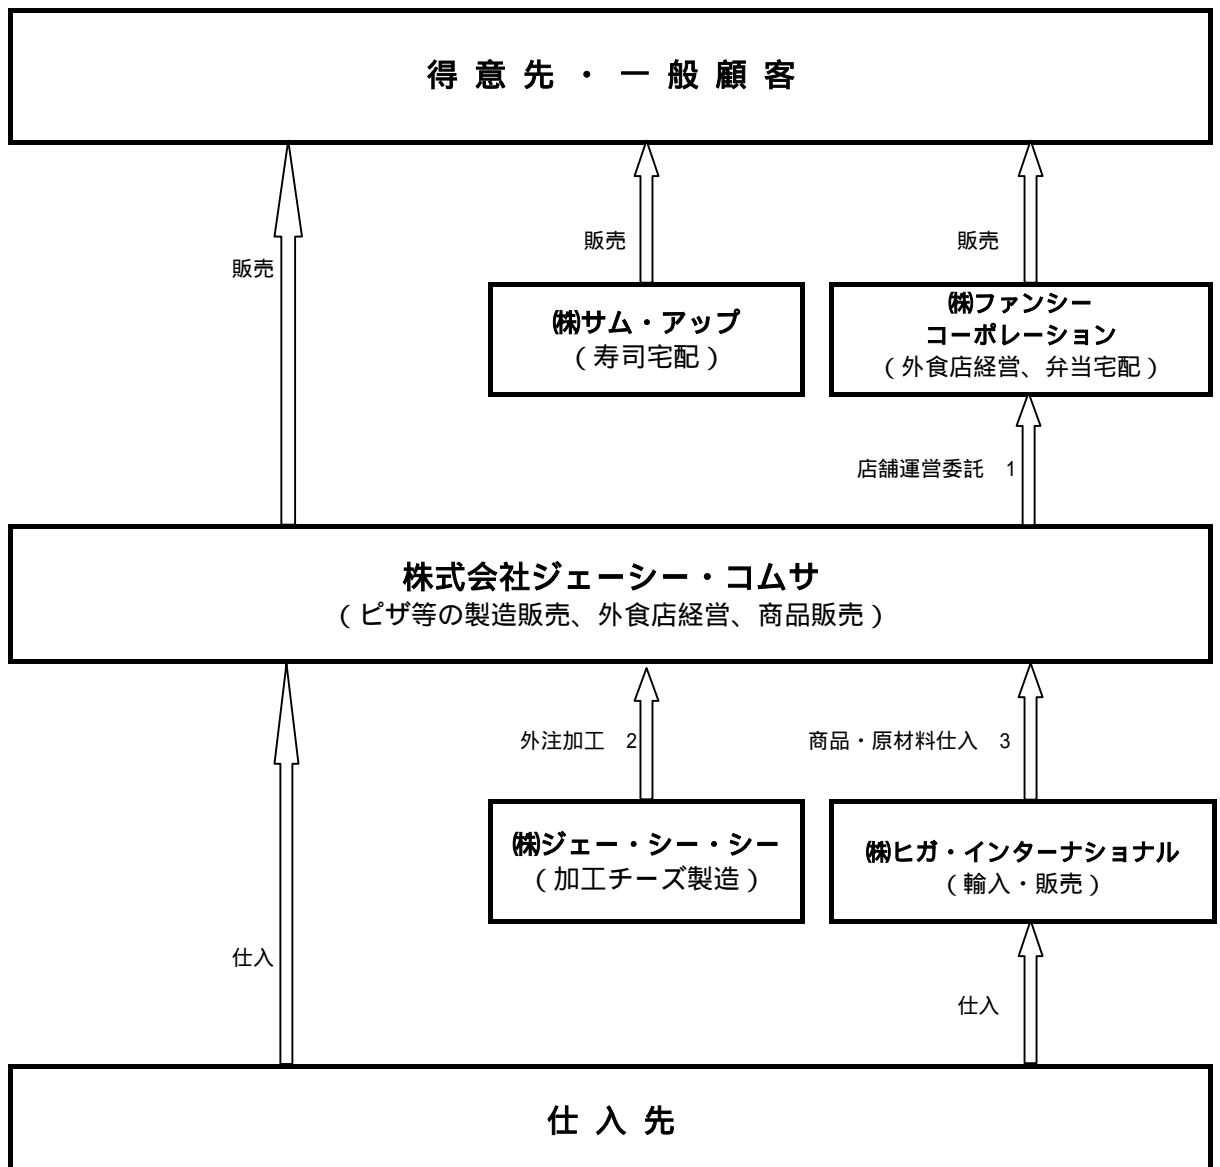 得意先・一般顧客
販売
販売
販売
㈱サム・アップ
（寿司宅配）
㈱ファンシー
コーポレーション
（外食店経営、弁当宅配）
店舗運営委託　1
株式会社ジェーシー・コムサ
（ピザ等の製造販売、外食店経営、商品販売）
外注加工　2
商品・原材料仕入　3
㈱ジェー・シー・シー
（加工チーズ製造）
㈱ヒガ・インターナショナル
（輸入・販売）
仕入
仕入
仕入先